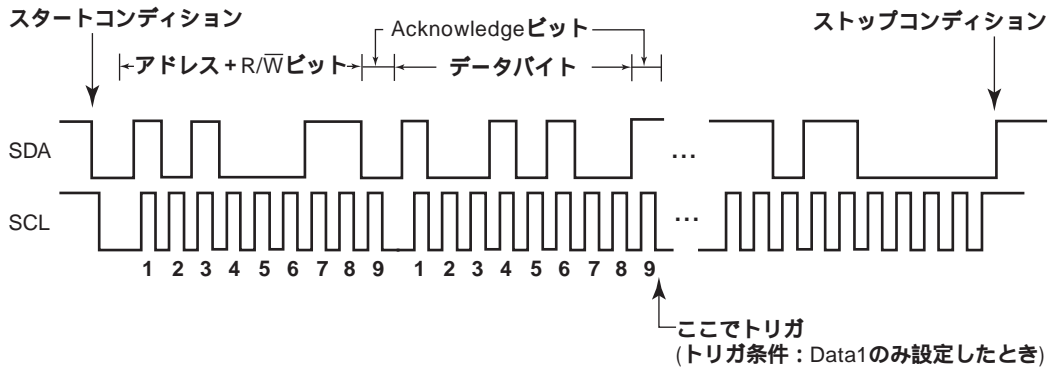 スタートコンディション
Acknowledgeビット
ストップコンディション
アドレス+R/W̅ビット
データバイト
SDA
...
SCL
...
1 2 3 4 5 6 7 8 9 1 2 3 4 5 6 7 8 9
ここでトリガ
(トリガ条件：Data1のみ設定したとき)